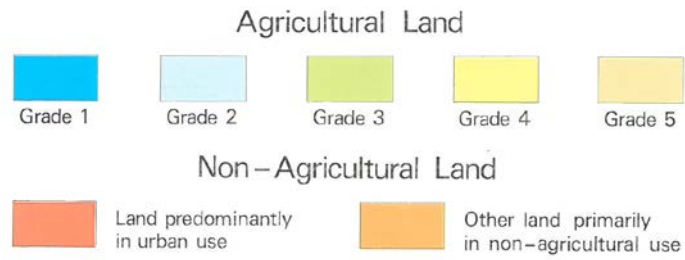 Agricultural Land
Grade 1
Grade 2
Grade 3
Grade 4
Grade 5
Non-Agricultural Land
Land predominantly
in urban use
Other land primarily
in non-agricultural use